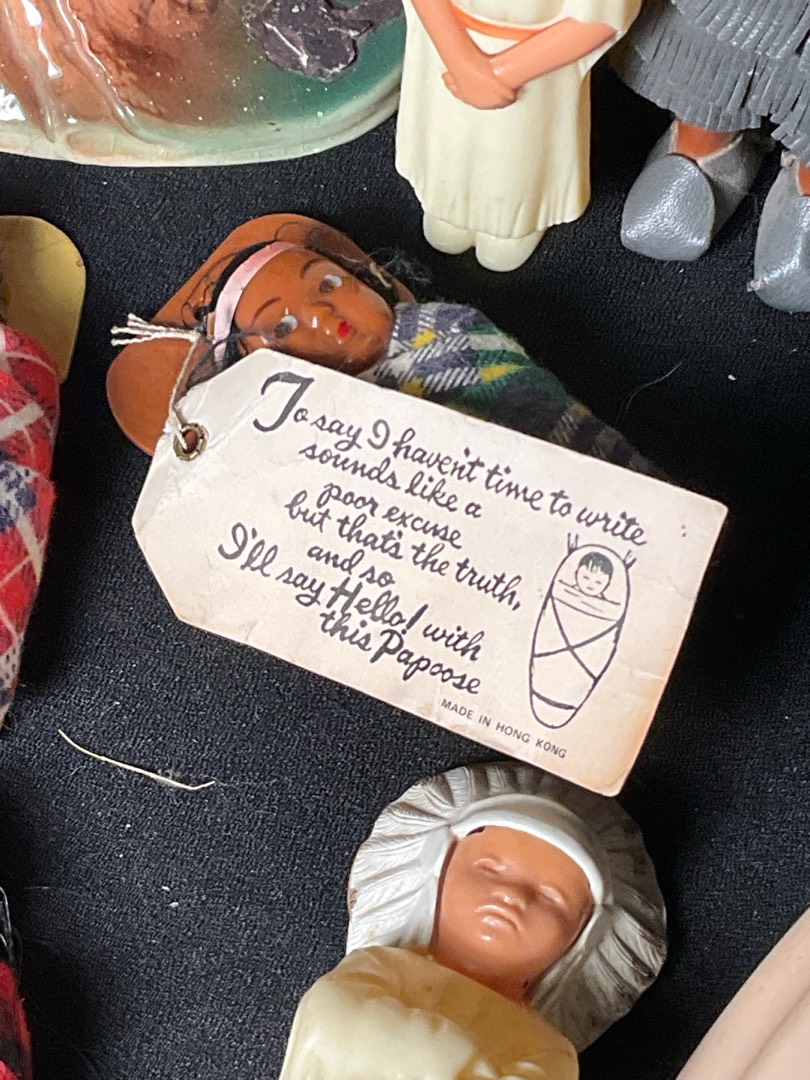 To say I haven't time to write
sounds like a
poor excuse
but that's the truth,
and so
I'll say Hello! with
this Papoose
MADE IN HONG KONG